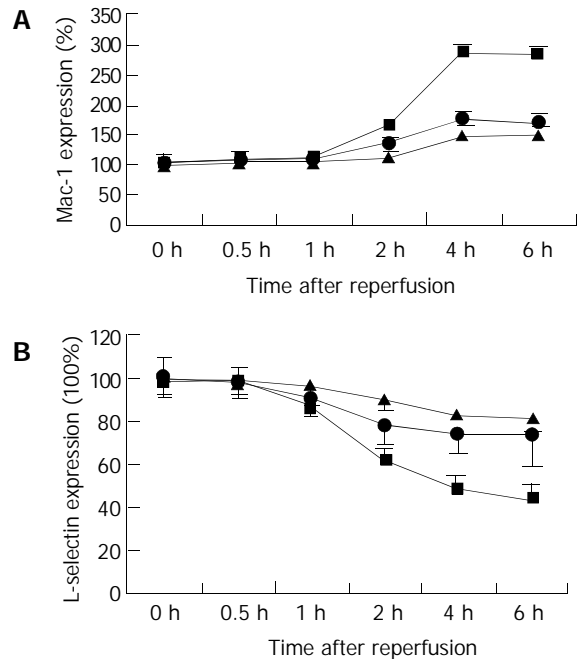 A
Mac-1 expression (%)
350
300
250
200
150
100
50
0
0 h 0.5 h 1 h 2 h 4 h 6 h
Time after reperfusion
B
L-selectin expression (100%)
120
100
80
60
40
20
0
0 h 0.5 h 1 h 2 h 4 h 6 h
Time after reperfusion